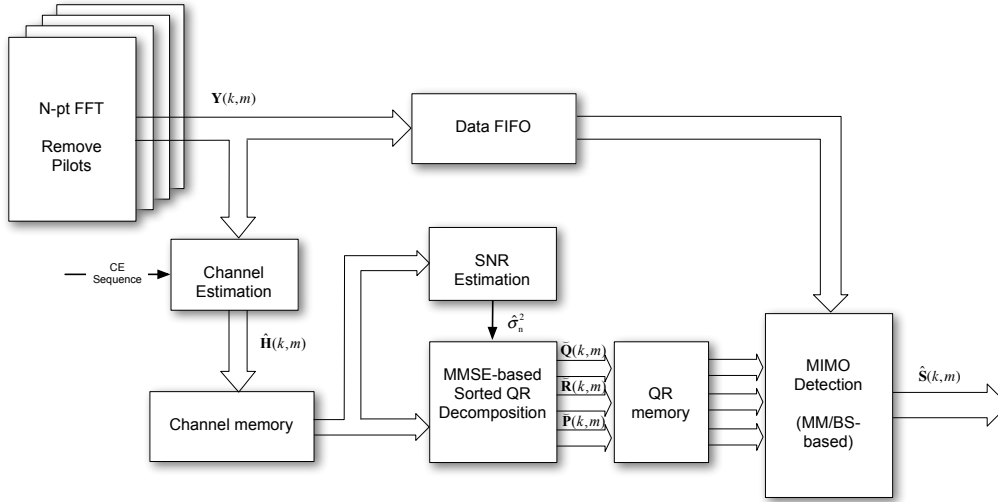 N-pt FFT
Remove
Pilots
Y(k,m)
Data FIFO
CE
Sequence
Channel
Estimation
SNR
Estimation
Ĥ(k,m)
σ̂ₙ²
Channel memory
MMSE-based
Sorted QR
Decomposition
Q̄(k,m)
R̄(k,m)
P̄(k,m)
QR
memory
MIMO
Detection
(MM/BS-
based)
Ŝ(k,m)